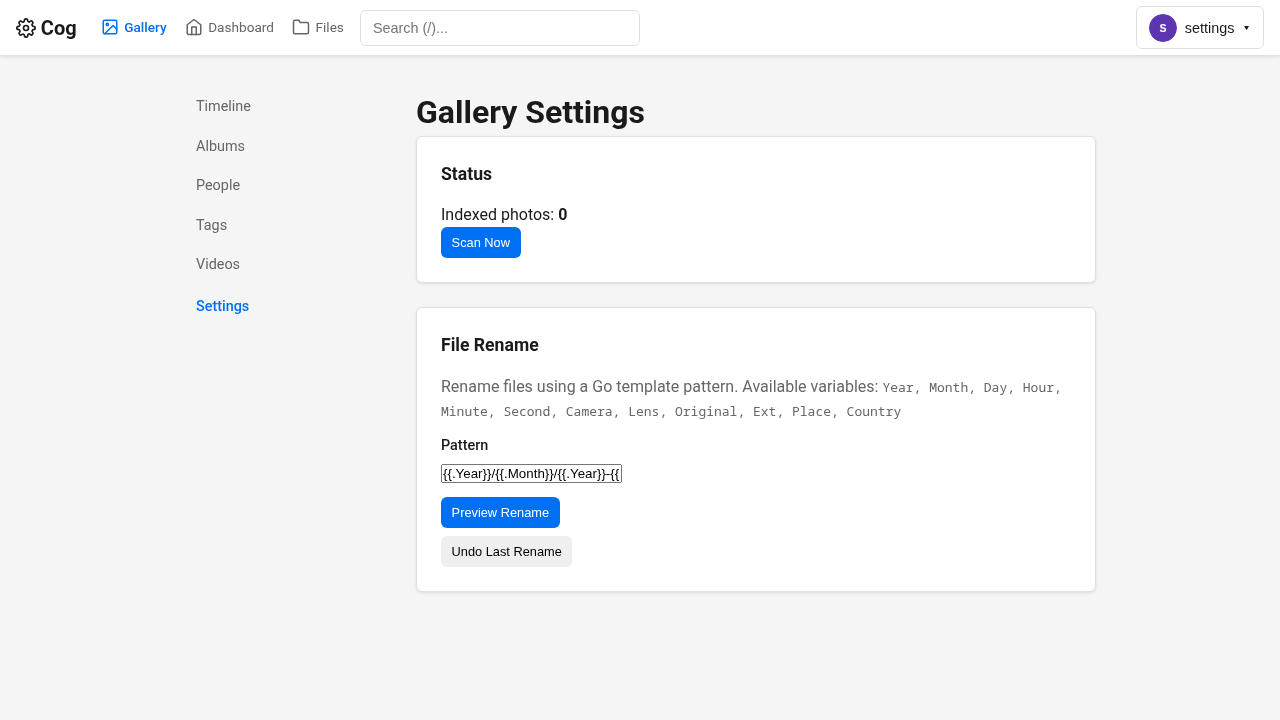 Cog
Gallery
Dashboard
Files
Search (/)...
S
settings
Timeline
Albums
People
Tags
Videos
Settings
Gallery Settings
Status
Indexed photos: 0
Scan Now
File Rename
Rename files using a Go template pattern. Available variables: Year, Month, Day, Hour,
Minute, Second, Camera, Lens, Original, Ext, Place, Country
Pattern
{{.Year}}/{{.Month}}/{{.Year}}-{{
Preview Rename
Undo Last Rename